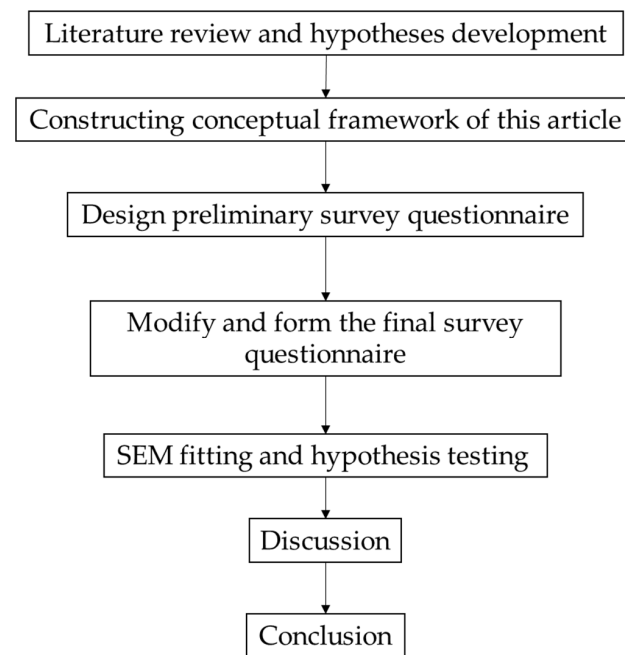 Literature review and hypotheses development
Constructing conceptual framework of this article
Design preliminary survey questionnaire
Modify and form the final survey
questionnaire
SEM fitting and hypothesis testing
Discussion
Conclusion